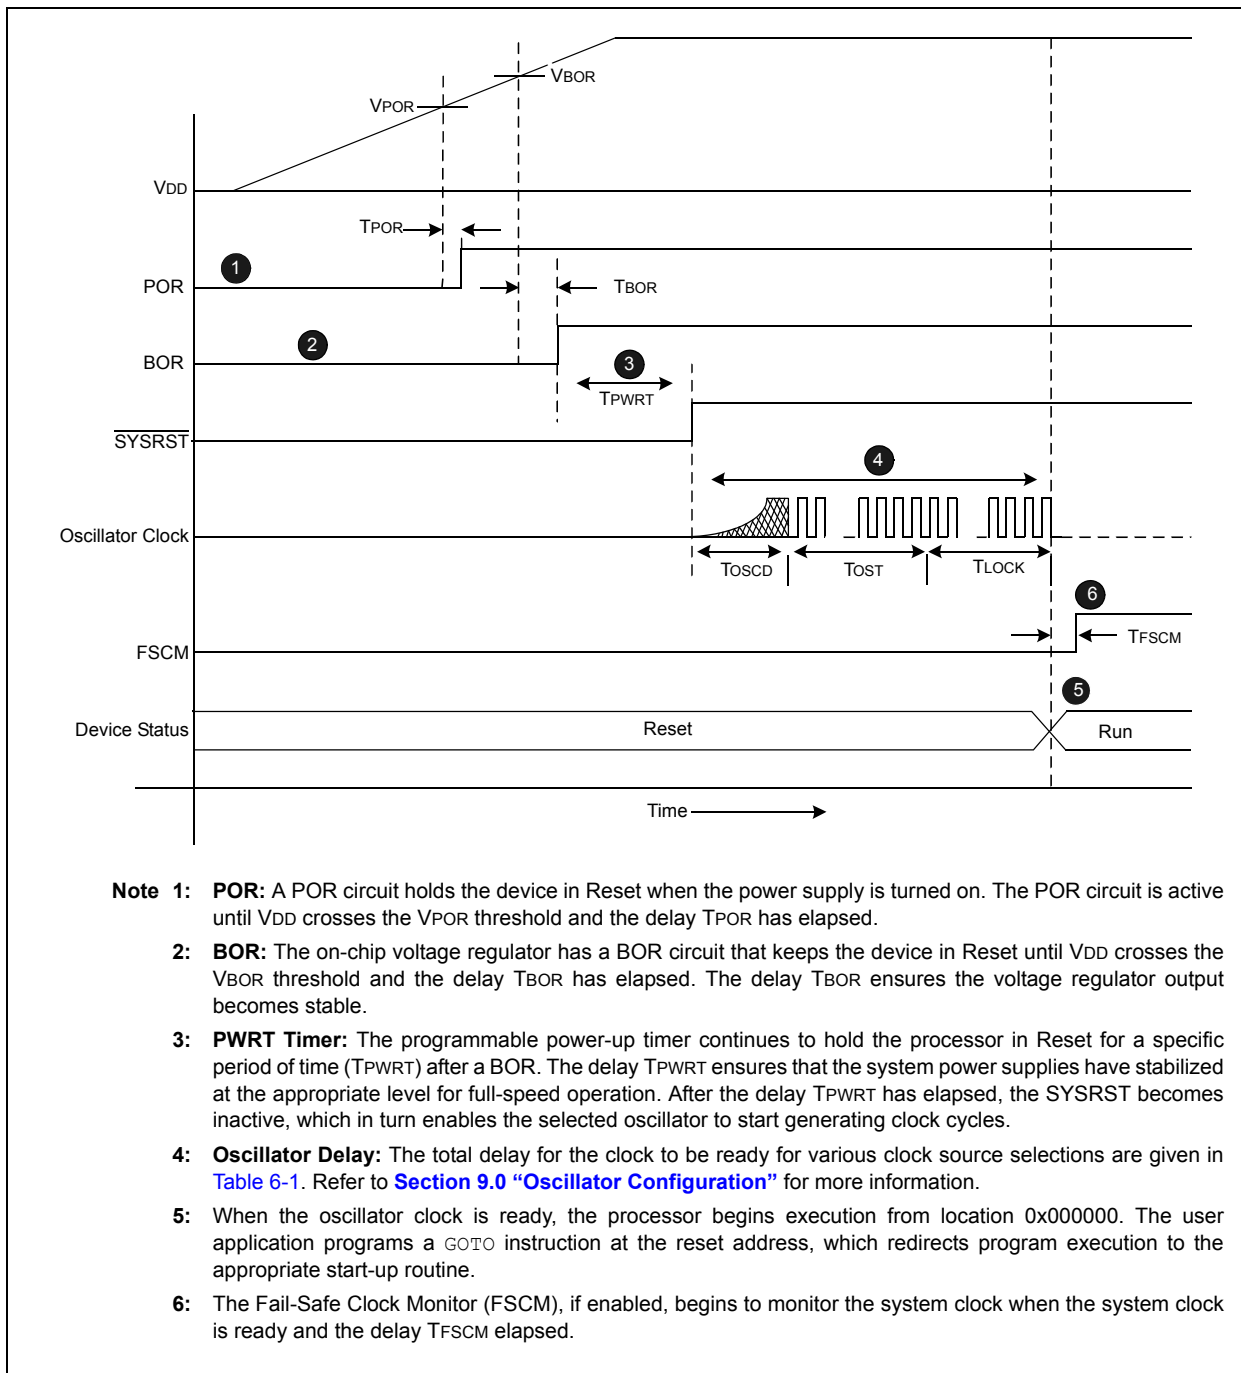 VBOR
VPOR
VDD
TPOR
1
POR
TBOR
2
BOR
3
TPWRT
SYSRST
4
Oscillator Clock
TOSCD
TOST
TLOCK
6
TFSCM
FSCM
5
Device Status
Reset
Run
Time
Note 1: POR: A POR circuit holds the device in Reset when the power supply is turned on. The POR circuit is active
until VDD crosses the VPOR threshold and the delay TPOR has elapsed.
2: BOR: The on-chip voltage regulator has a BOR circuit that keeps the device in Reset until VDD crosses the
VBOR threshold and the delay TBOR has elapsed. The delay TBOR ensures the voltage regulator output
becomes stable.
3: PWRT Timer: The programmable power-up timer continues to hold the processor in Reset for a specific
period of time (TPWRT) after a BOR. The delay TPWRT ensures that the system power supplies have stabilized
at the appropriate level for full-speed operation. After the delay TPWRT has elapsed, the SYSRST becomes
inactive, which in turn enables the selected oscillator to start generating clock cycles.
4: Oscillator Delay: The total delay for the clock to be ready for various clock source selections are given in
Table 6-1. Refer to Section 9.0 “Oscillator Configuration” for more information.
5: When the oscillator clock is ready, the processor begins execution from location 0x000000. The user
application programs a GOTO instruction at the reset address, which redirects program execution to the
appropriate start-up routine.
6: The Fail-Safe Clock Monitor (FSCM), if enabled, begins to monitor the system clock when the system clock
is ready and the delay TFSCM elapsed.